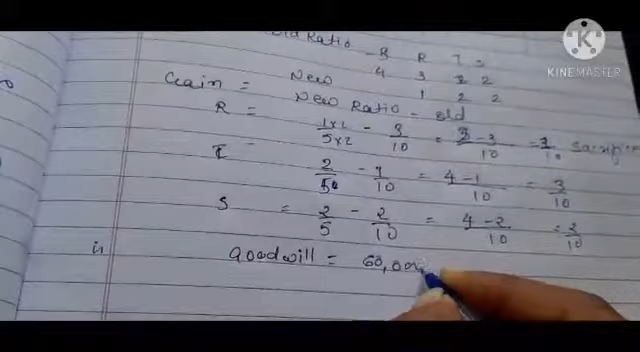 Old Ratio - B R T S
4 3 2 2
New 1 2 2
KINEMASTER
Gain = New Ratio - old
R = 1x2/5x2 - 3/10 = 2-3/10 = 1/10
T 2/5 - 1/10 = 4-1/10 = 3/10
S = 2/5 - 2/10 = 4-2/10 = 2/10
Goodwill = 60,000